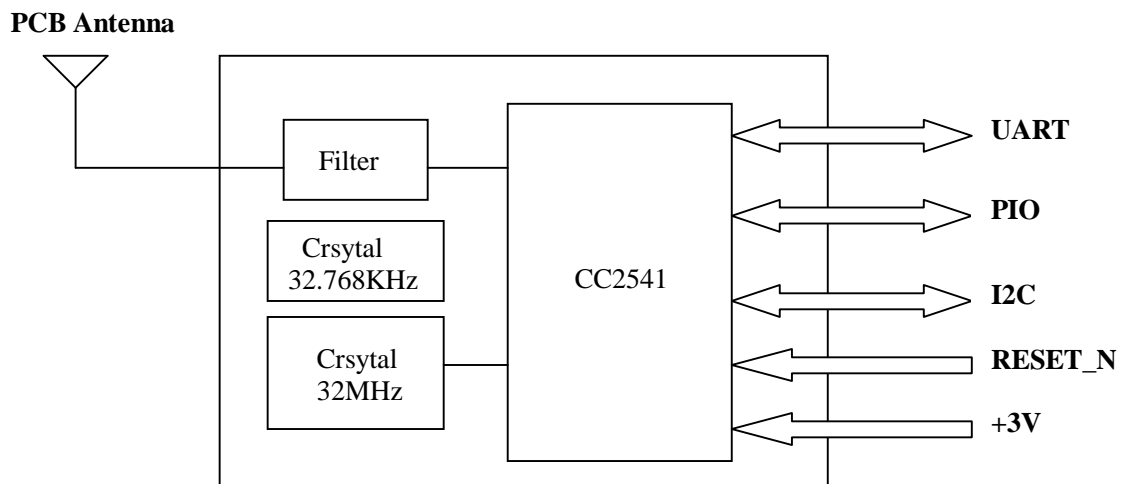 PCB Antenna
Filter
Crsytal
32.768KHz
Crsytal
32MHz
CC2541
UART
PIO
I2C
RESET_N
+3V